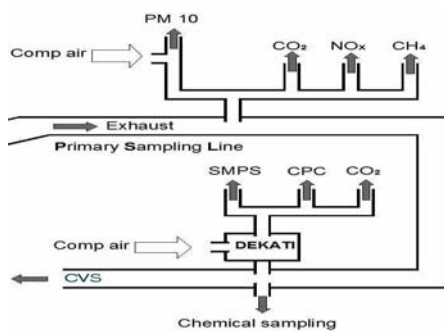 PM 10
Comp air
CO₂ NOx CH₄
Exhaust
Primary Sampling Line
SMPS CPC CO₂
Comp air
DEKATI
CVS
Chemical sampling